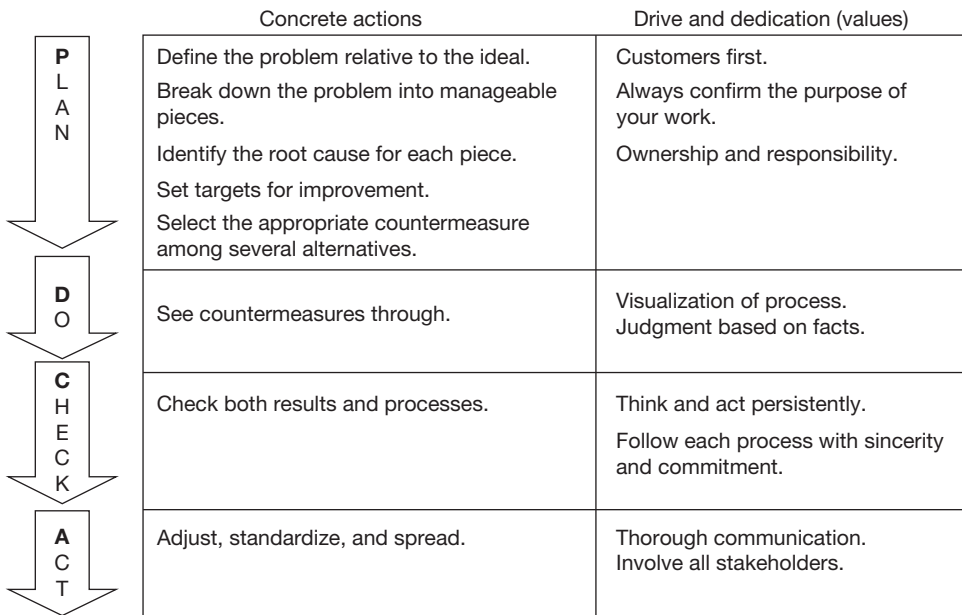 Concrete actions
Drive and dedication (values)
PLAN
Define the problem relative to the ideal.
Break down the problem into manageable
pieces.
Identify the root cause for each piece.
Set targets for improvement.
Select the appropriate countermeasure
among several alternatives.
Customers first.
Always confirm the purpose of
your work.
Ownership and responsibility.
DO
See countermeasures through.
Visualization of process.
Judgment based on facts.
CHECK
Check both results and processes.
Think and act persistently.
Follow each process with sincerity
and commitment.
ACT
Adjust, standardize, and spread.
Thorough communication.
Involve all stakeholders.